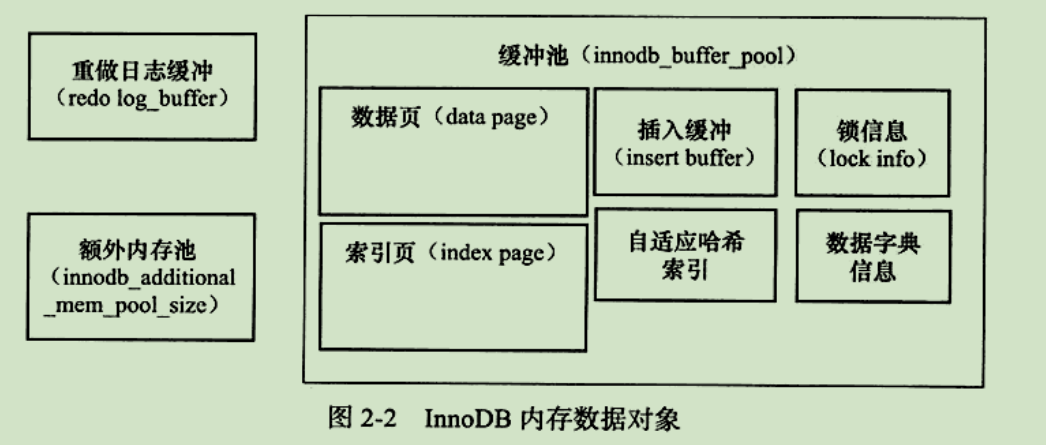 重做日志缓冲
（redo log_buffer）
额外内存池
（innodb_additional
_mem_pool_size）
缓冲池（innodb_buffer_pool）
数据页（data page）
索引页（index page）
插入缓冲
（insert buffer）
自适应哈希
索引
锁信息
（lock info）
数据字典
信息
图 2-2 InnoDB 内存数据对象